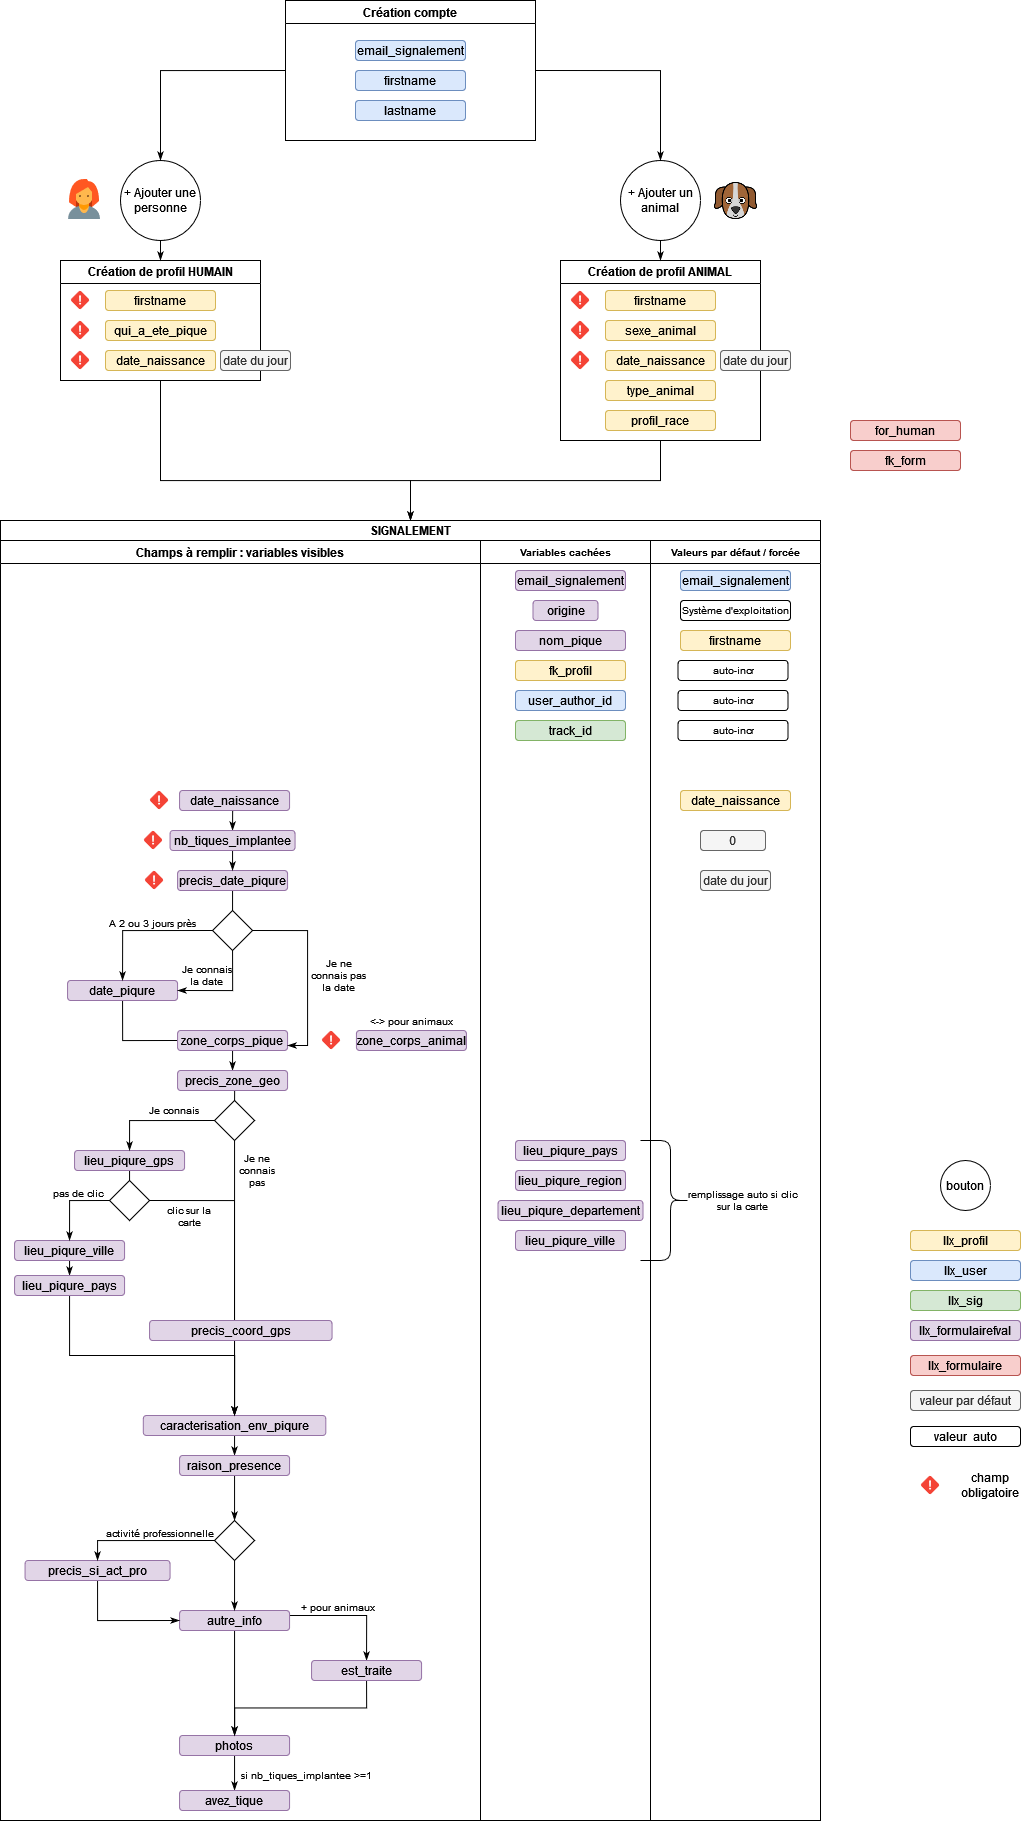 Création compte
email_signalement
firstname
lastname
+ Ajouter une
personne
+ Ajouter un
animal
Création de profil HUMAIN
firstname
qui_a_ete_pique
date_naissance
date du jour
Création de profil ANIMAL
firstname
sexe_animal
date_naissance
date du jour
type_animal
profil_race
for_human
fk_form
SIGNALEMENT
Champs à remplir : variables visibles
Variables cachées
Valeurs par défaut / forcée
email_signalement
email_signalement
origine
Système d'exploitation
nom_pique
firstname
fk_profil
auto-incr
user_author_id
auto-incr
track_id
auto-incr
date_naissance
date_naissance
nb_tiques_implantee
0
precis_date_piqure
date du jour
A 2 ou 3 jours près
Je connais
la date
Je ne
connais pas
la date
date_piqure
<-> pour animaux
zone_corps_pique
zone_corps_animal
precis_zone_geo
Je connais
Je ne
connais
pas
lieu_piqure_gps
pas de clic
clic sur la
carte
lieu_piqure_ville
lieu_piqure_pays
lieu_piqure_pays
lieu_piqure_region
lieu_piqure_departement
lieu_piqure_ville
remplissage auto si clic
sur la carte
precis_coord_gps
caracterisation_env_piqure
raison_presence
activité professionnelle
precis_si_act_pro
autre_info
+ pour animaux
est_traite
photos
si nb_tiques_implantee >=1
avez_tique
bouton
llx_profil
llx_user
llx_sig
llx_formulairefval
llx_formulaire
valeur par défaut
valeur auto
champ
obligatoire